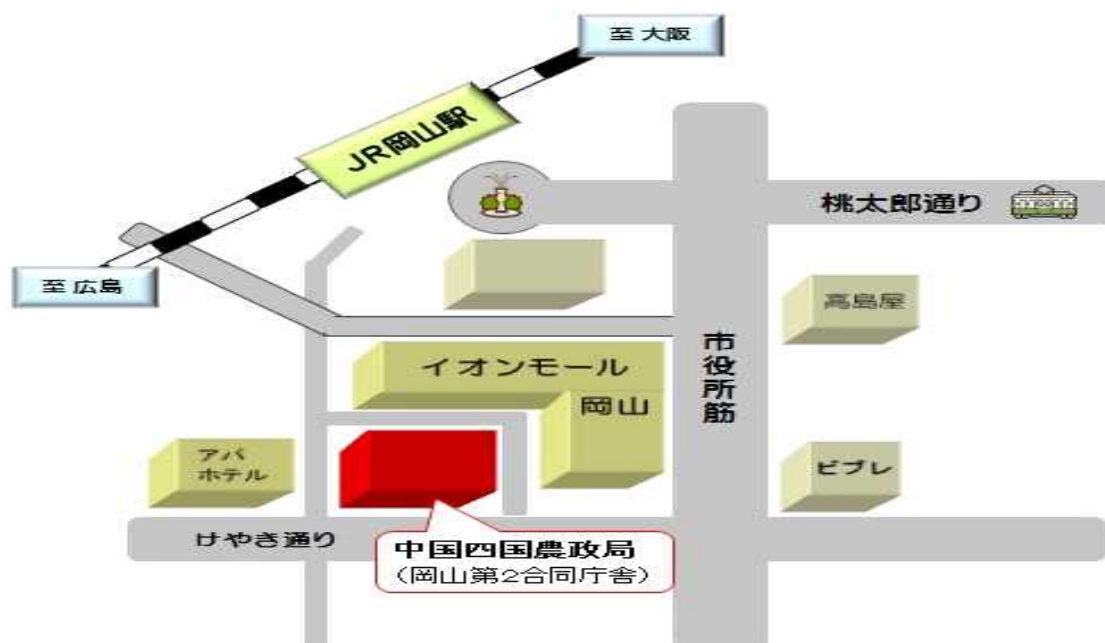 至 大阪
JR岡山駅
桃太郎通り
至 広島
高島屋
市役所筋
イオンモール
岡山
アパ
ホテル
ビブレ
けやき通り
中国四国農政局
（岡山第2合同庁舎）